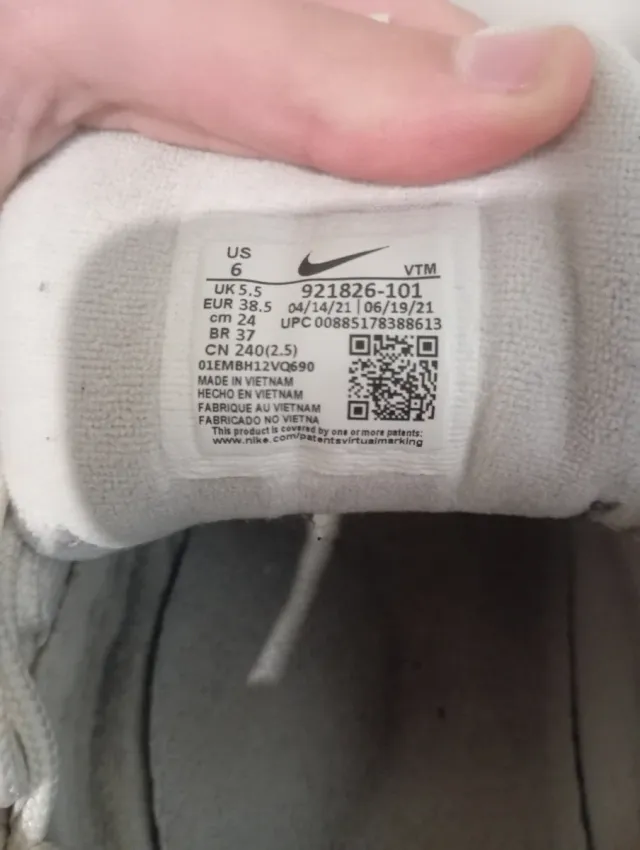 US
6
VTM
UK 5.5
921826-101
EUR 38.5
04/14/21 | 06/19/21
cm 24
UPC 00885178388613
BR 37
CN 240(2.5)
01EMBH12VQ690
MADE IN VIETNAM
HECHO EN VIETNAM
FABRIQUE AU VIETNAM
FABRICADO NO VIETNA
This product is covered by one or more patents:
www.nike.com/patentsvirtualmarking